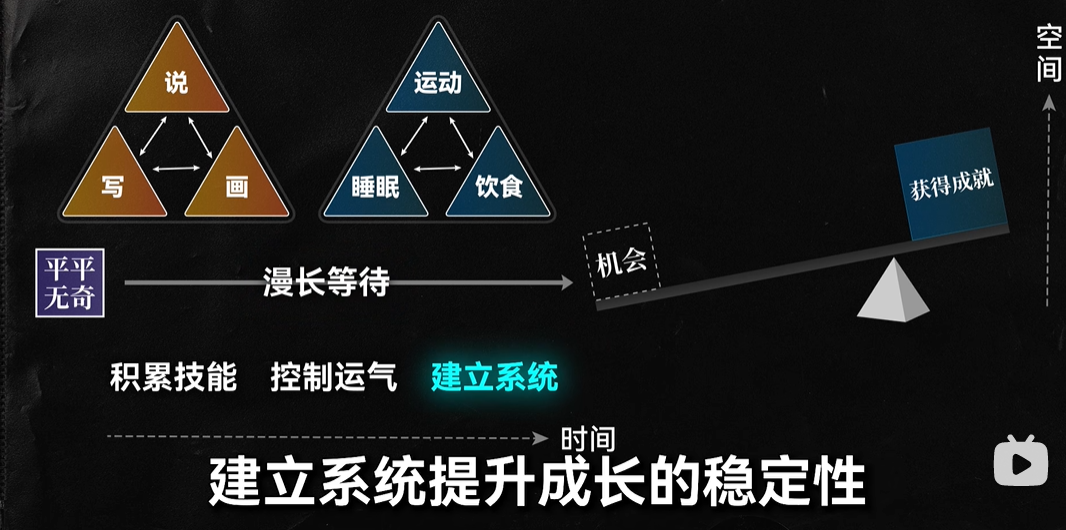 说
写
画
运动
睡眠
饮食
空间
获得成就
机会
平平
无奇
漫长等待
积累技能 控制运气 建立系统
时间
建立系统提升成长的稳定性